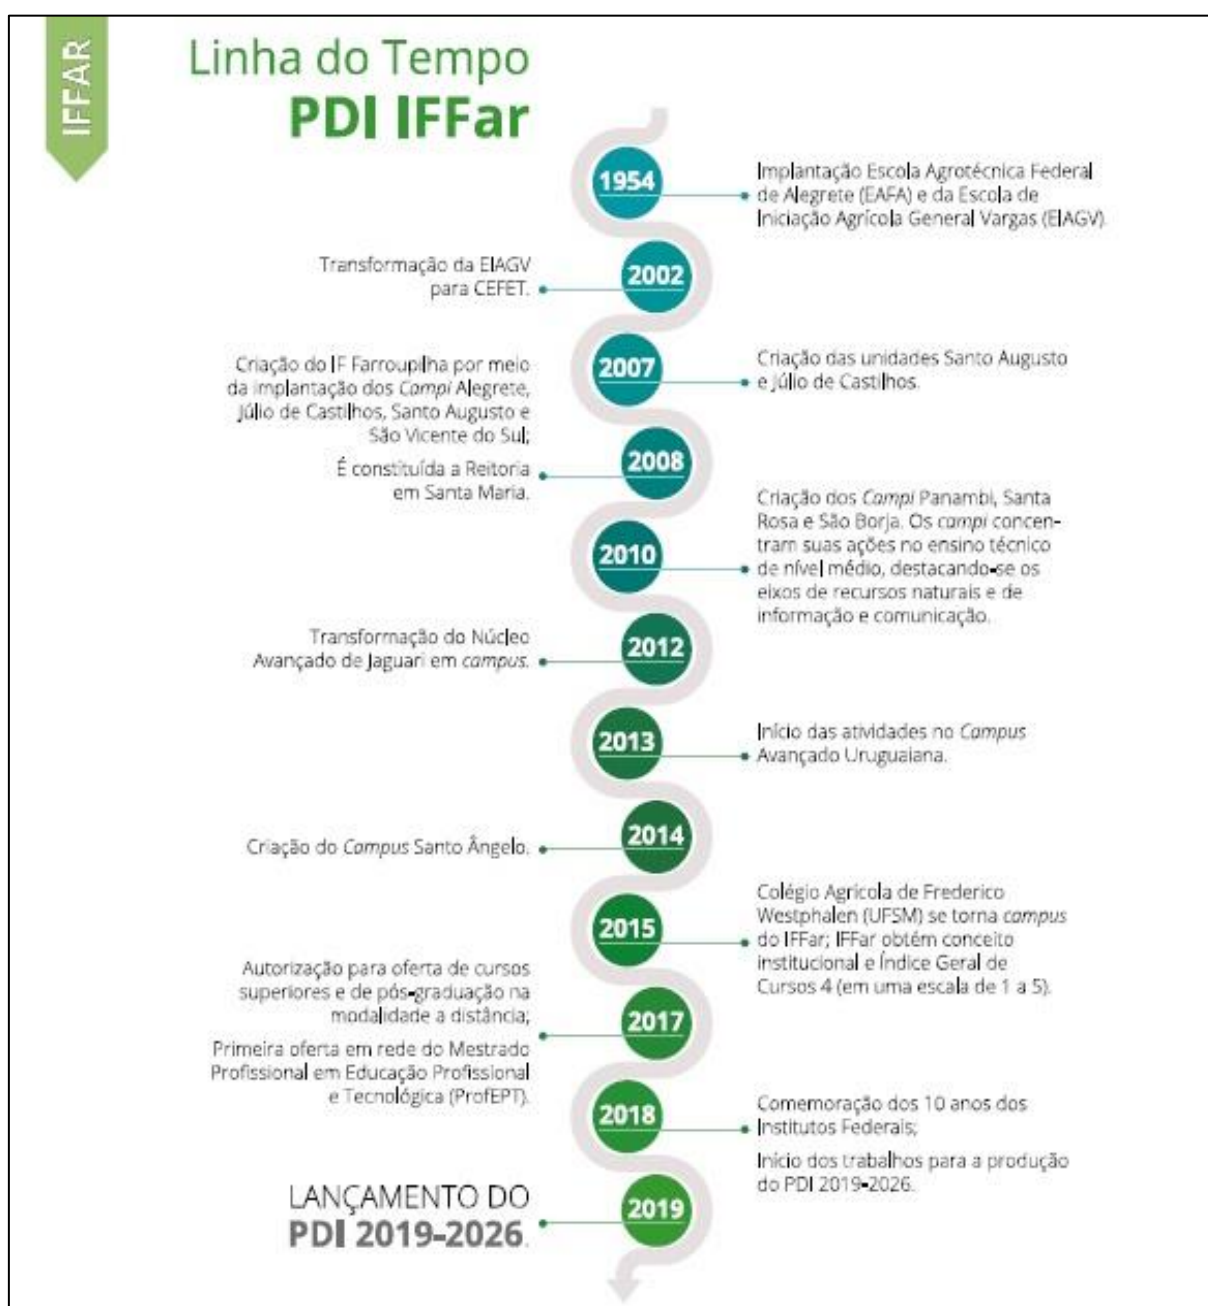 IFFAR
Linha do Tempo
PDI IFFar
1954
Implantação Escola Agrotécnica Federal
de Alegrete (EAFA) e da Escola de
Iniciação Agrícola General Vargas (EIAGV).
2002
Transformação da EIAGV
para CEFET.
2007
Criação das unidades Santo Augusto
e Júlio de Castilhos.
Criação do IF Farroupilha por meio
da implantação dos Campi Alegrete,
Júlio de Castilhos, Santo Augusto e
São Vicente do Sul;
É constituída a Reitoria
em Santa Maria.
2008
2010
Criação dos Campi Panambi, Santa
Rosa e São Borja. Os campi concen-
tram suas ações no ensino técnico
de nível médio, destacando-se os
eixos de recursos naturais e de
informação e comunicação.
Transformação do Núcleo
Avançado de Jaguari em campus.
2012
2013
Início das atividades no Campus
Avançado Uruguaiana.
Criação do Campus Santo Ângelo.
2014
2015
Colégio Agrícola de Frederico
Westphalen (UFSM) se torna campus
do IFFar; IFFar obtém conceito
institucional e Índice Geral de
Cursos 4 (em uma escala de 1 a 5).
Autorização para oferta de cursos
superiores e de pós-graduação na
modalidade a distância;
Primeira oferta em rede do Mestrado
Profissional em Educação Profissional
e Tecnológica (ProfEPT).
2017
2018
Comemoração dos 10 anos dos
Institutos Federais;
Início dos trabalhos para a produção
do PDI 2019-2026.
LANÇAMENTO DO
PDI 2019-2026.
2019